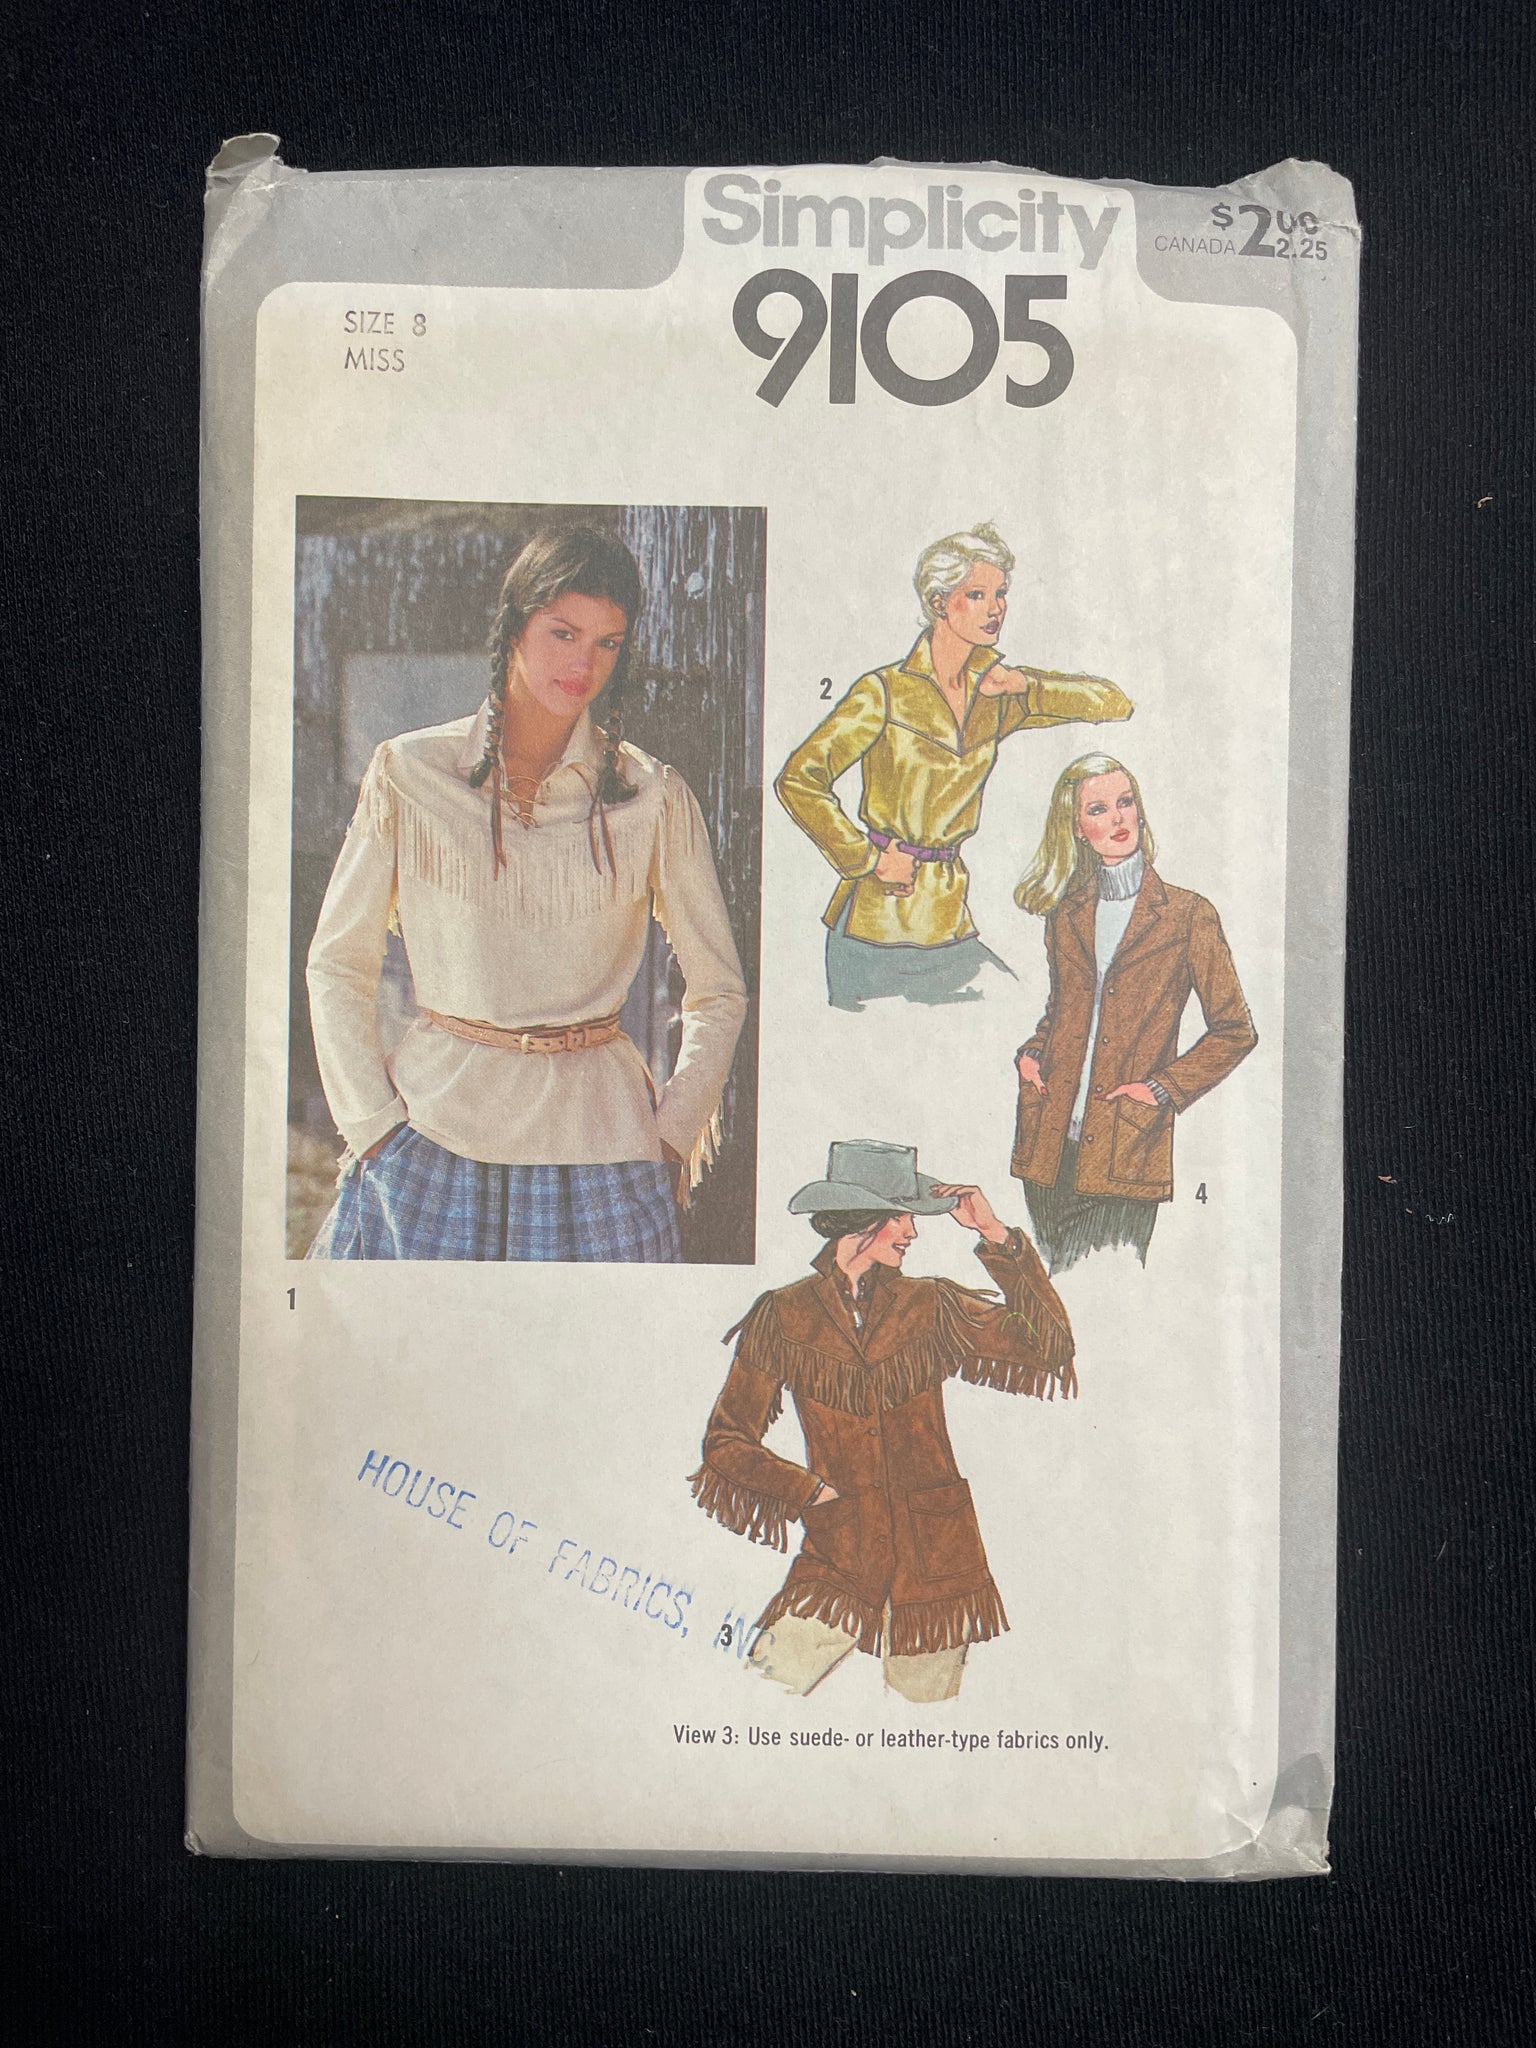 Simplicity
$2.00
CANADA 2.25
9105
SIZE 8
MISS
2
4
1
3
HOUSE OF FABRICS, INC.
View 3: Use suede- or leather-type fabrics only.